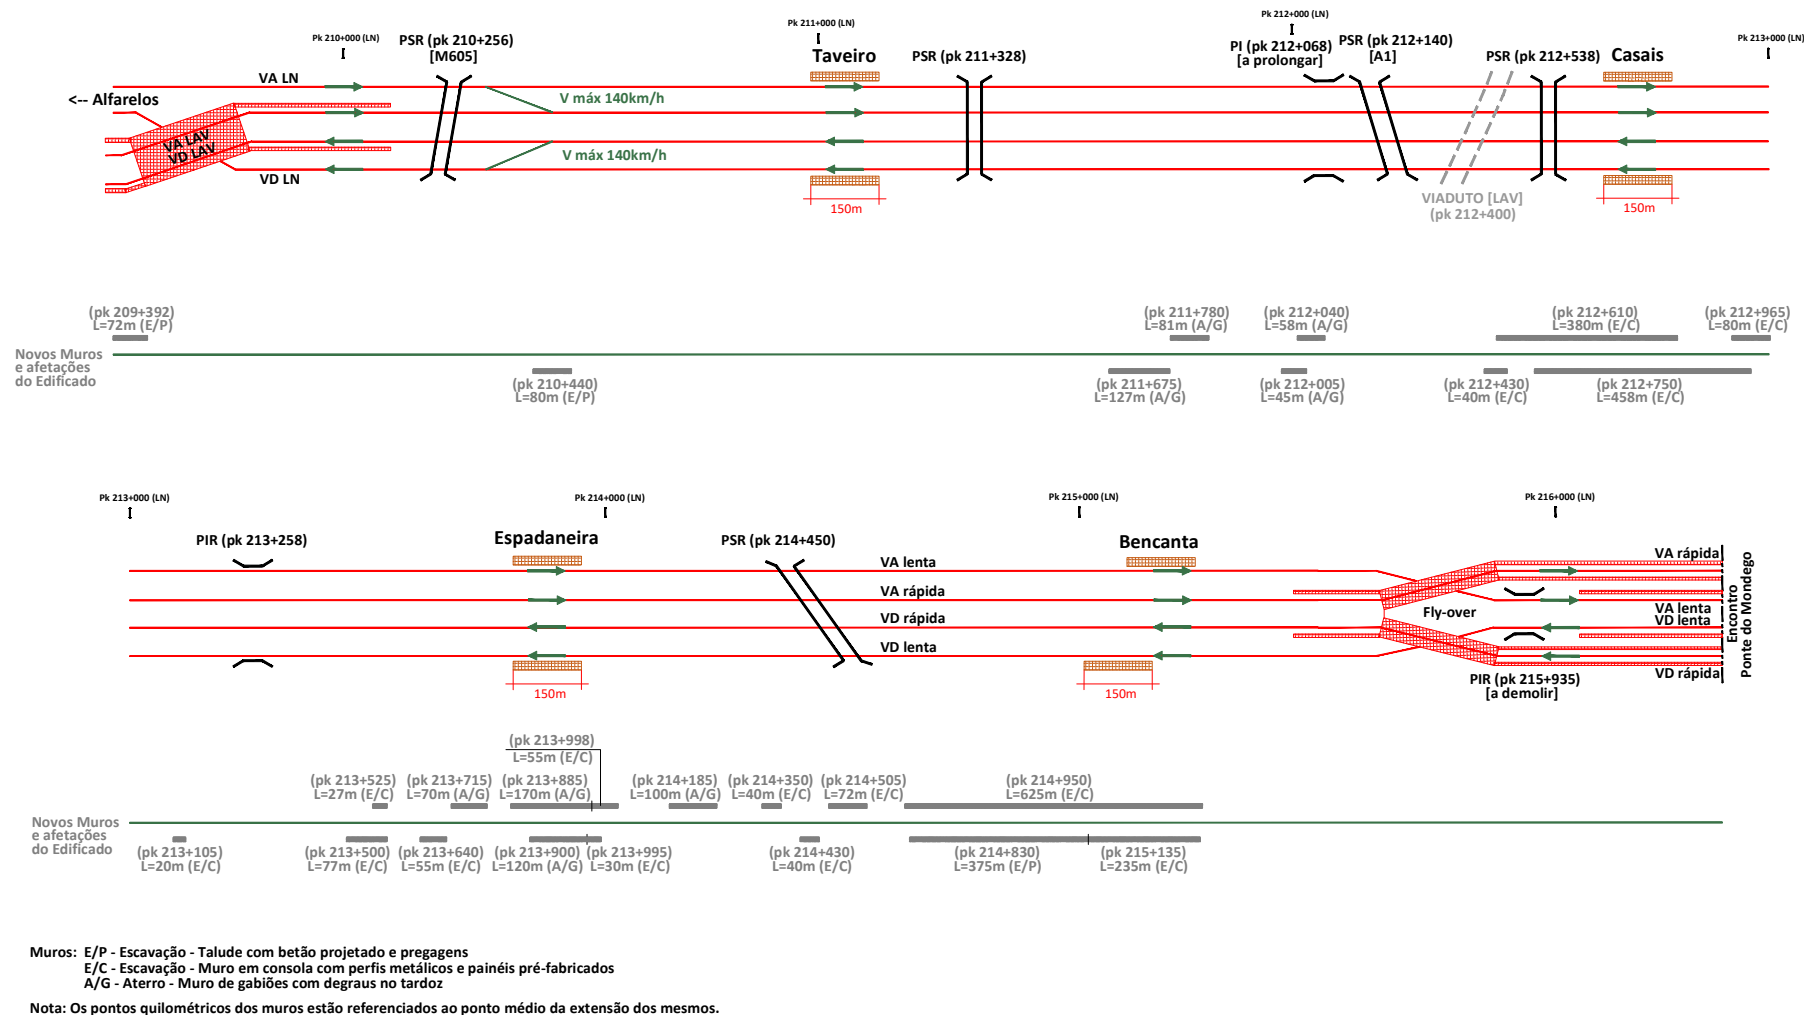 Pk 210+000 (LN)
Pk 211+000 (LN)
Pk 212+000 (LN)
Pk 213+000 (LN)
PSR (pk 210+256)
[M605]
Taveiro
PSR (pk 211+328)
PI (pk 212+068)
[a prolongar]
PSR (pk 212+140)
[A1]
PSR (pk 212+538)
Casais
VA LN
<-- Alfarelos
V máx 140km/h
VA LAV
VD LAV
V máx 140km/h
VD LN
150m
VIADUTO [LAV]
(pk 212+400)
150m
(pk 209+392)
L=72m (E/P)
(pk 211+780)
L=81m (A/G)
(pk 212+040)
L=58m (A/G)
(pk 212+610)
L=380m (E/C)
(pk 212+965)
L=80m (E/C)
Novos Muros
e afetações
do Edificado
(pk 210+440)
L=80m (E/P)
(pk 211+675)
L=127m (A/G)
(pk 212+005)
L=45m (A/G)
(pk 212+430)
L=40m (E/C)
(pk 212+750)
L=458m (E/C)
Pk 213+000 (LN)
Pk 214+000 (LN)
Pk 215+000 (LN)
Pk 216+000 (LN)
PIR (pk 213+258)
Espadaneira
PSR (pk 214+450)
Bencanta
VA lenta
VA rápida
VD rápida
VD lenta
Fly-over
VA rápida
VA lenta
VD lenta
VD rápida
Encontro
Ponte do Mondego
PIR (pk 215+935)
[a demolir]
150m
150m
(pk 213+998)
L=55m (E/C)
(pk 213+525)
L=27m (E/C)
(pk 213+715)
L=70m (A/G)
(pk 213+885)
L=170m (A/G)
(pk 214+185)
L=100m (A/G)
(pk 214+350)
L=40m (E/C)
(pk 214+505)
L=72m (E/C)
(pk 214+950)
L=625m (E/C)
Novos Muros
e afetações
do Edificado
(pk 213+105)
L=20m (E/C)
(pk 213+500)
L=77m (E/C)
(pk 213+640)
L=55m (E/C)
(pk 213+900)
L=120m (A/G)
(pk 213+995)
L=30m (E/C)
(pk 214+430)
L=40m (E/C)
(pk 214+830)
L=375m (E/P)
(pk 215+135)
L=235m (E/C)
Muros: E/P - Escavação - Talude com betão projetado e pregagens
E/C - Escavação - Muro em consola com perfis metálicos e painéis pré-fabricados
A/G - Aterro - Muro de gabiões com degraus no tardoz
Nota: Os pontos quilométricos dos muros estão referenciados ao ponto médio da extensão dos mesmos.